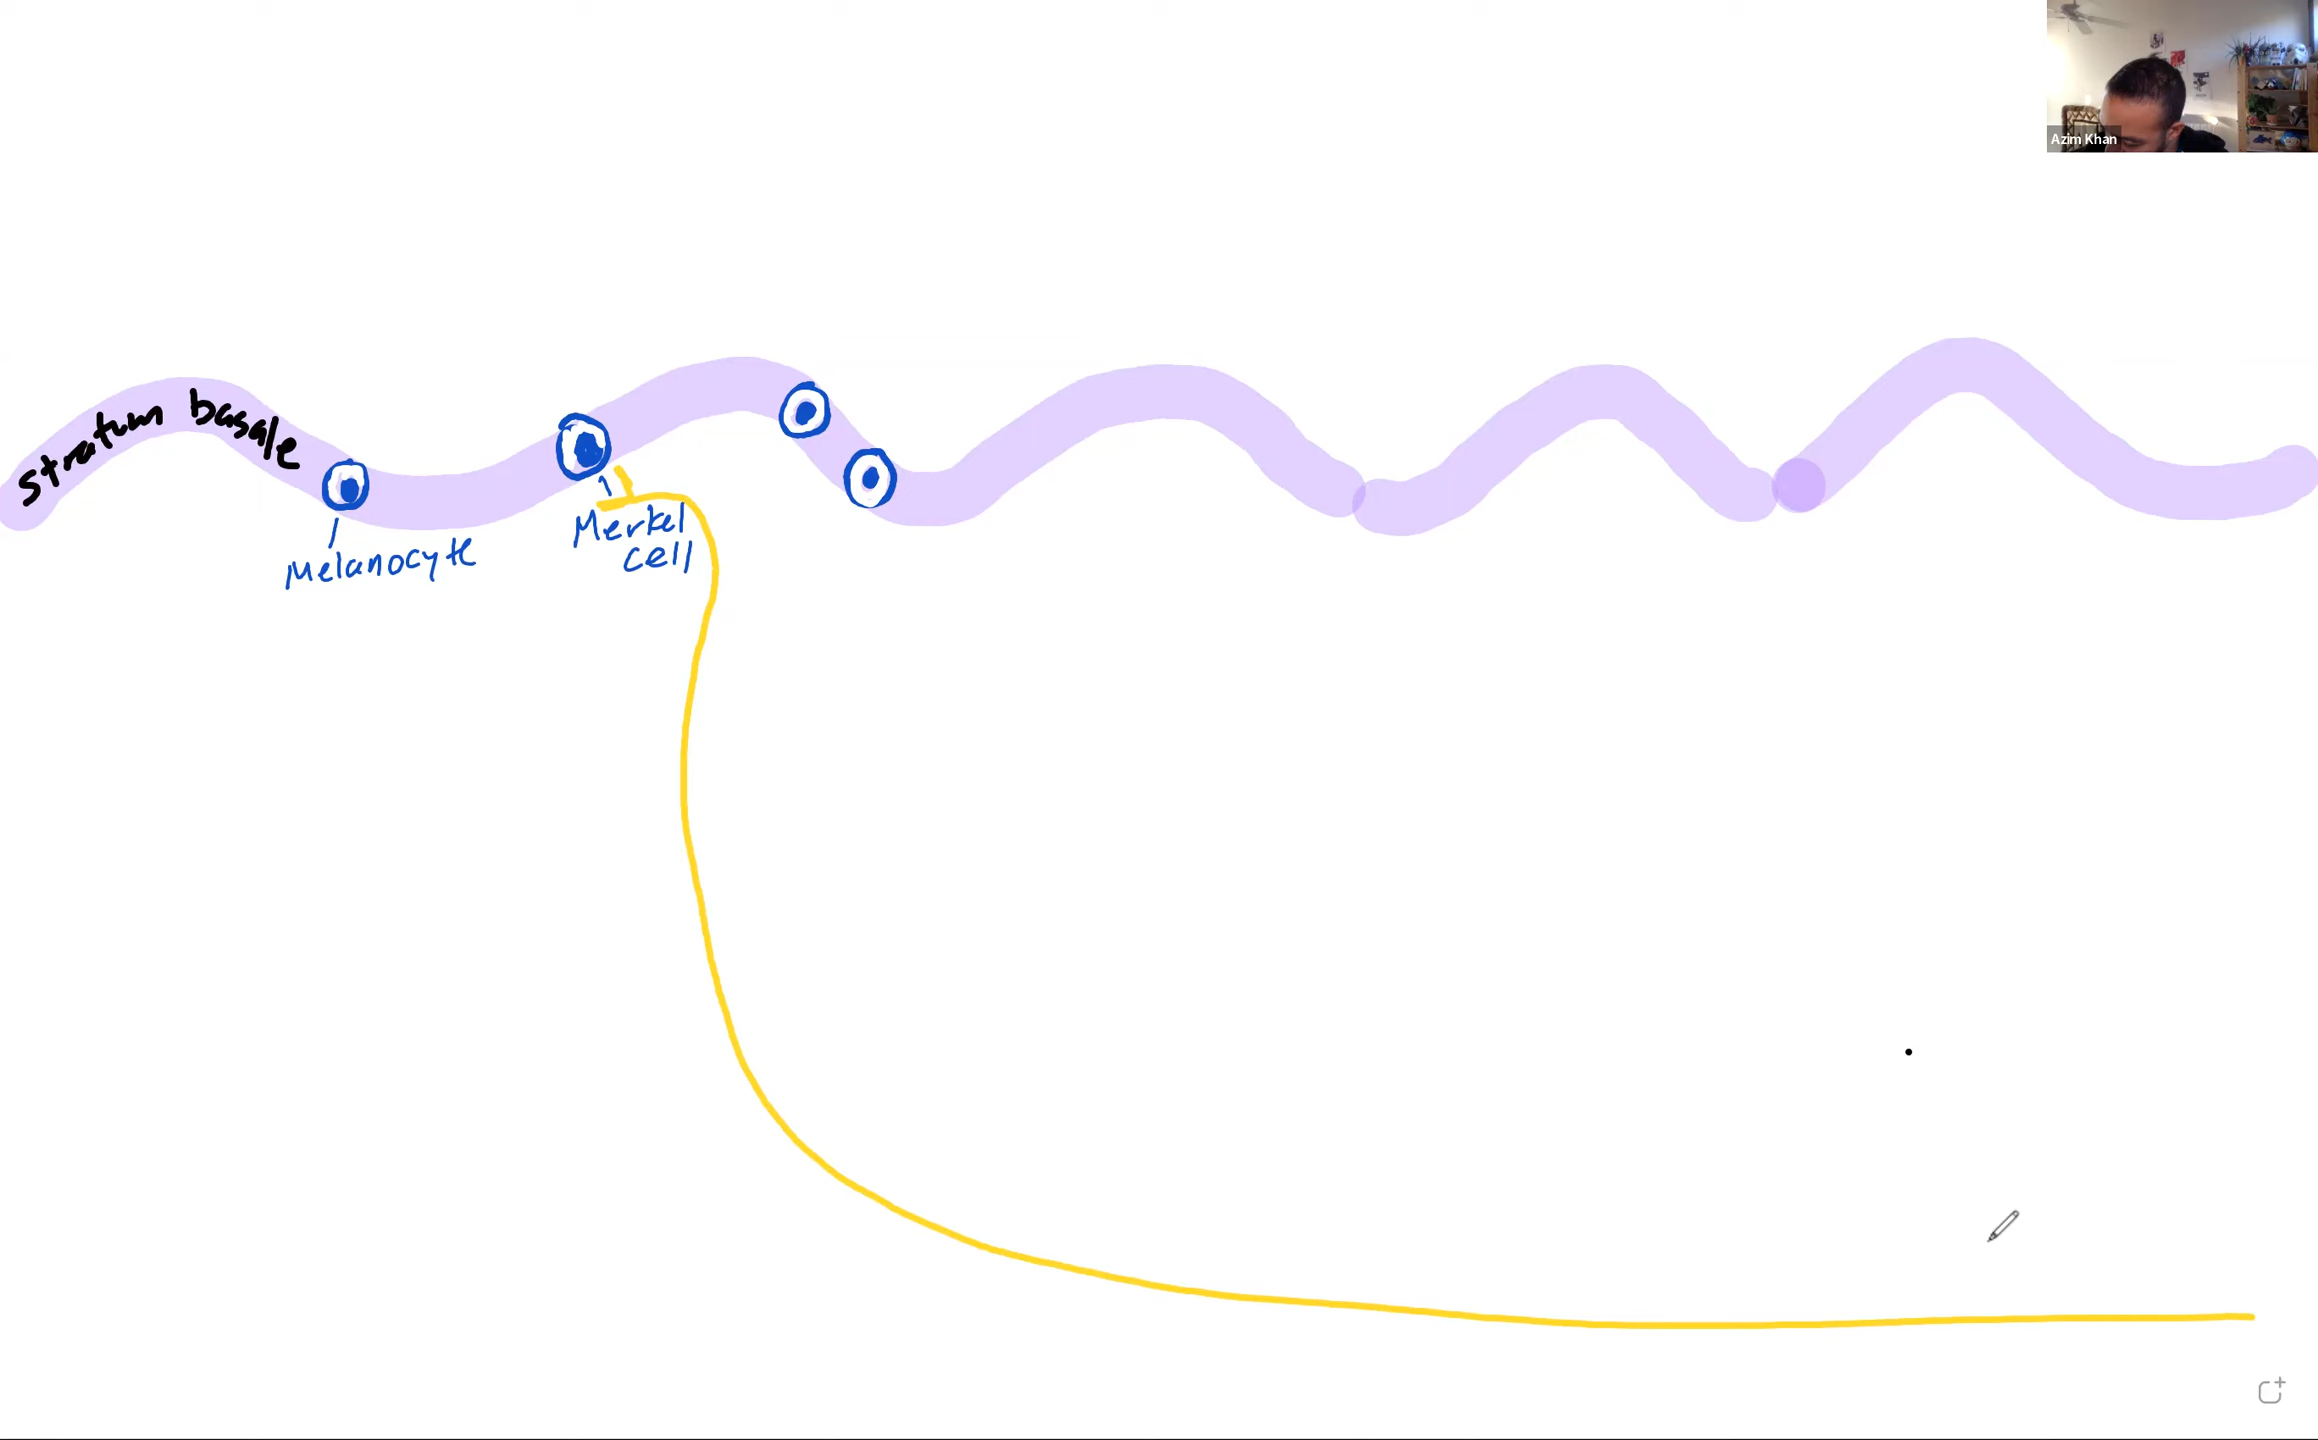 Azim Khan
stratum basale
Melanocyte
Merkel
cell